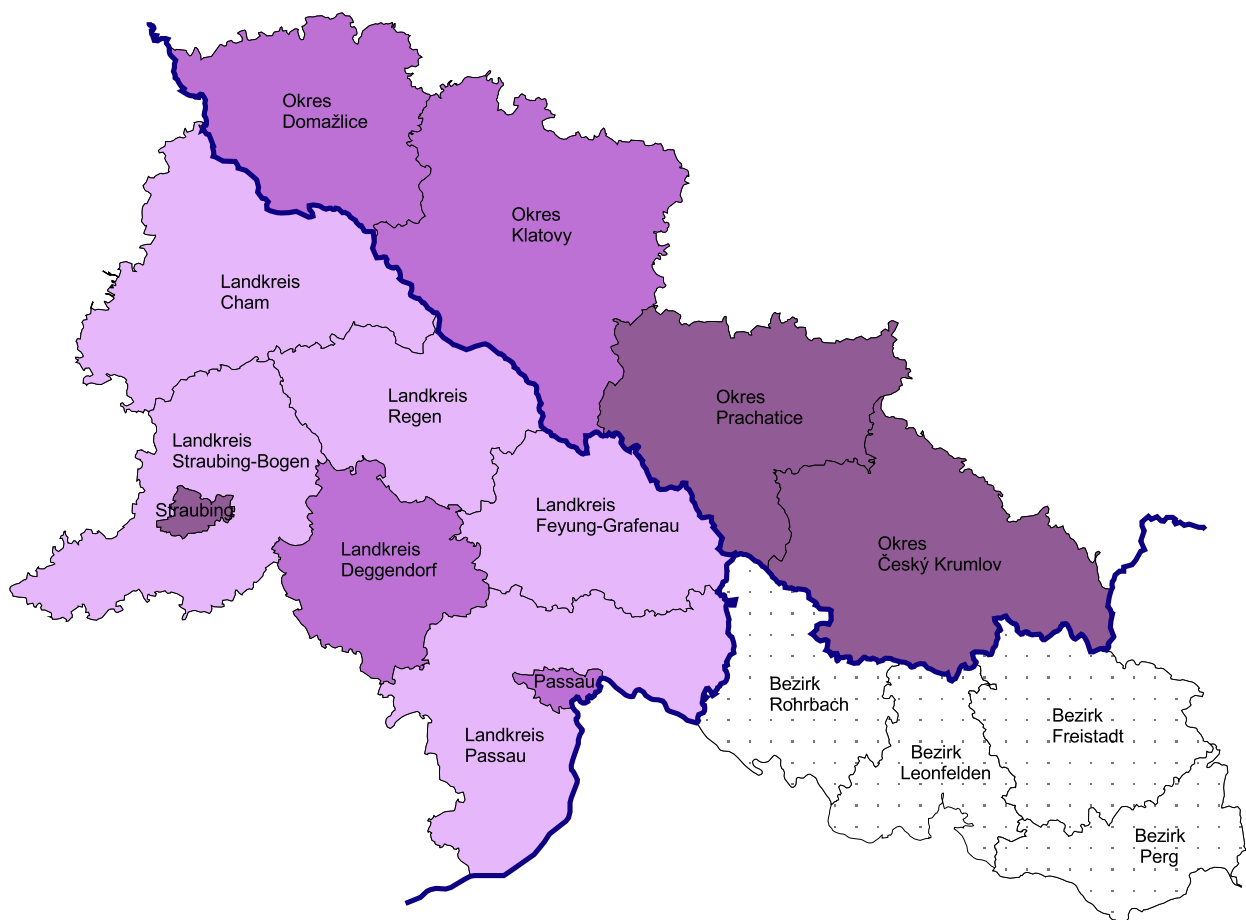 Okres
Domažlice
Okres
Klatovy
Landkreis
Cham
Landkreis
Regen
Okres
Prachatice
Landkreis
Straubing-Bogen
Straubing
Landkreis
Feyung-Grafenau
Landkreis
Deggendorf
Okres
Český Krumlov
Passau
Bezirk
Rohrbach
Landkreis
Passau
Bezirk
Freistadt
Bezirk
Leonfelden
Bezirk
Perg